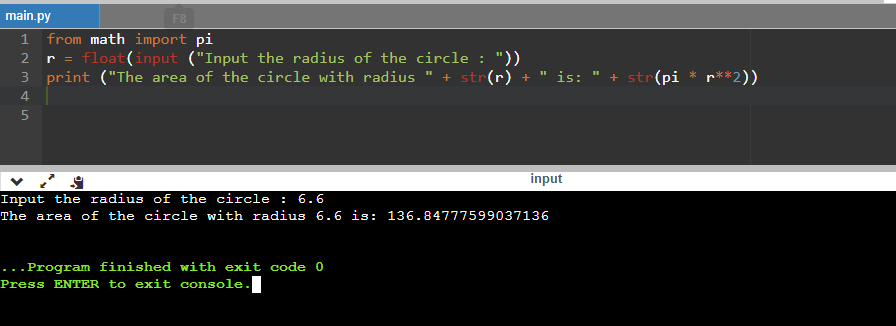 main.py
F8
1 from math import pi
2 r = float(input ("Input the radius of the circle : "))
3 print ("The area of the circle with radius " + str(r) + " is: " + str(pi * r**2))
4
5
input
Input the radius of the circle : 6.6
The area of the circle with radius 6.6 is: 136.84777599037136
...Program finished with exit code 0
Press ENTER to exit console.